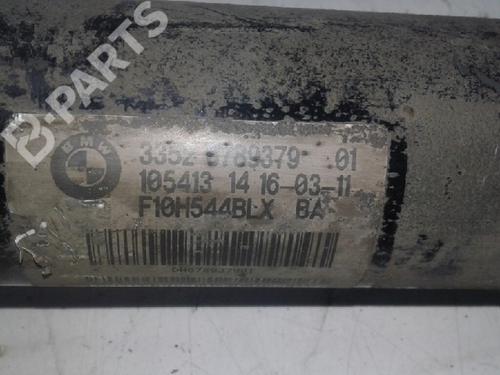 B-PARTS
BMW
3352 6789379 01
105413 14 16-03-11
F10H544BLX BA